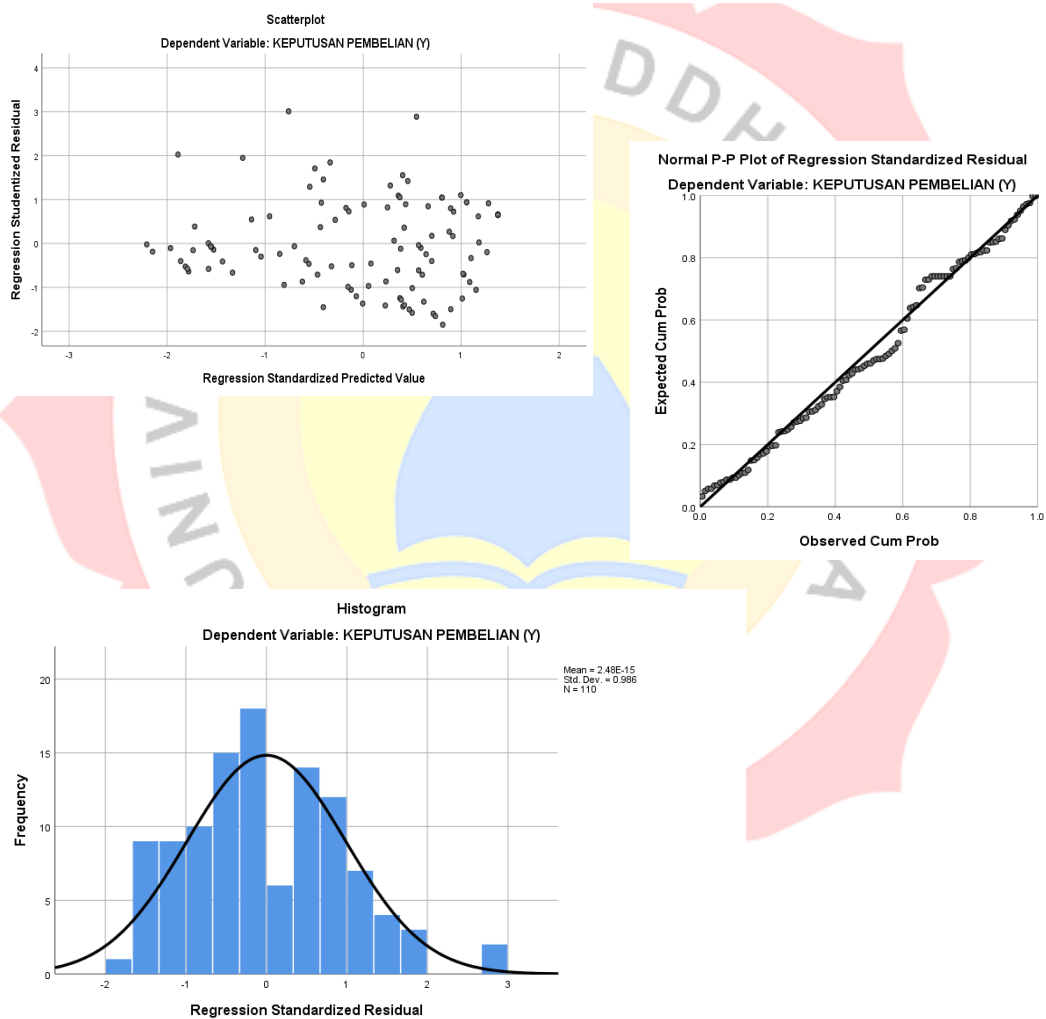 Scatterplot
Dependent Variable: KEPUTUSAN PEMBELIAN (Y)
Regression Studentized Residual
4
3
2
1
0
-1
-2
-3
-2
-1
0
1
2
Regression Standardized Predicted Value
DDH
Normal P-P Plot of Regression Standardized Residual
Dependent Variable: KEPUTUSAN PEMBELIAN (Y)
Expected Cum Prob
1.0
0.8
0.6
0.4
0.2
0.0
0.0
0.2
0.4
0.6
0.8
1.0
Observed Cum Prob
UNIV
A
Histogram
Dependent Variable: KEPUTUSAN PEMBELIAN (Y)
Mean = 2.48E-15
Std. Dev. = 0.986
N = 110
Frequency
20
15
10
5
0
-2
-1
0
1
2
3
Regression Standardized Residual